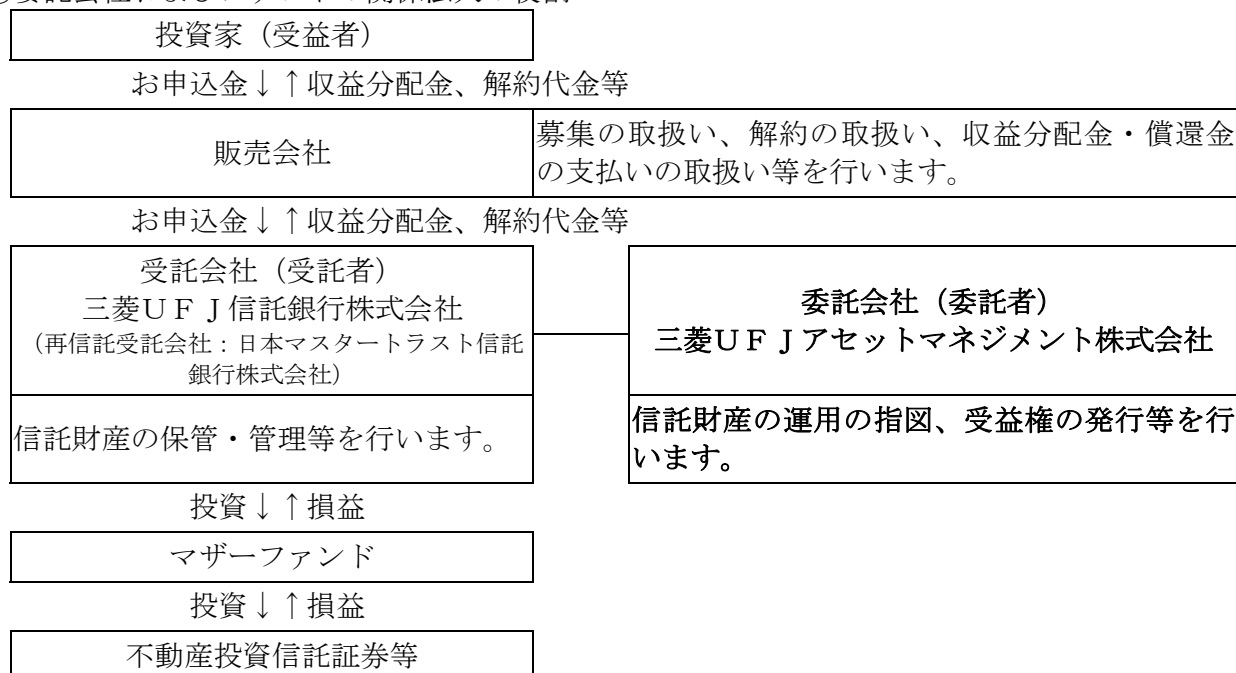 投資家（受益者）
お申込金↓↑収益分配金、解約代金等
販売会社
募集の取扱い、解約の取扱い、収益分配金・償還金
の支払いの取扱い等を行います。
お申込金↓↑収益分配金、解約代金等
受託会社（受託者）
三菱ＵＦＪ信託銀行株式会社
（再信託受託会社：日本マスタートラスト信託
銀行株式会社）
委託会社（委託者）
三菱ＵＦＪアセットマネジメント株式会社
信託財産の保管・管理等を行います。
信託財産の運用の指図、受益権の発行等を行
います。
投資↓↑損益
マザーファンド
投資↓↑損益
不動産投資信託証券等